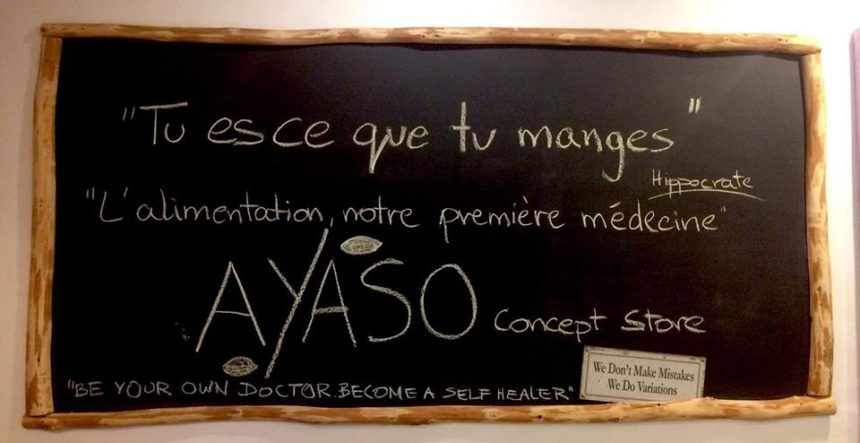 "Tu es ce que tu manges"
Hippocrate
"L'alimentation, notre première médecine"
AYASO Concept Store
"BE YOUR OWN DOCTOR. BECOME A SELF HEALER"
We Don't Make Mistakes
We Do Variations